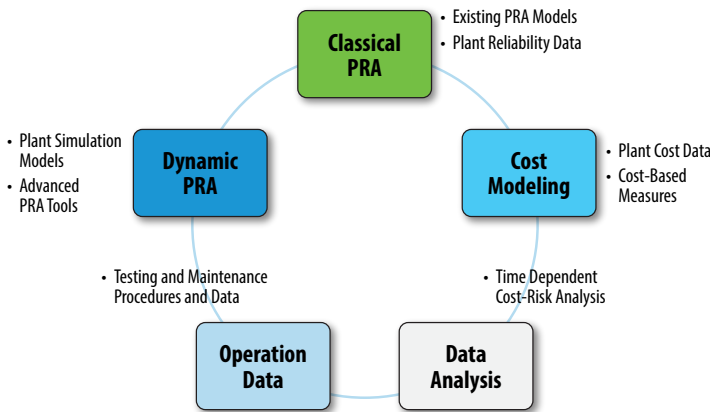 Classical
PRA
• Existing PRA Models
• Plant Reliability Data
• Plant Simulation
Models
• Advanced
PRA Tools
Dynamic
PRA
Cost
Modeling
• Plant Cost Data
• Cost-Based
Measures
• Testing and Maintenance
Procedures and Data
• Time Dependent
Cost-Risk Analysis
Operation
Data
Data
Analysis